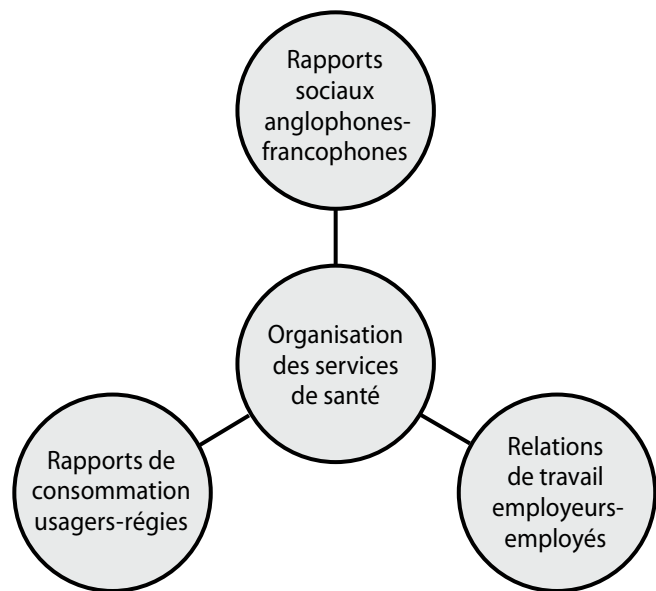 Rapports
sociaux
anglophones-
francophones
Organisation
des services
de santé
Rapports de
consommation
usagers-régies
Relations
de travail
employeurs-
employés